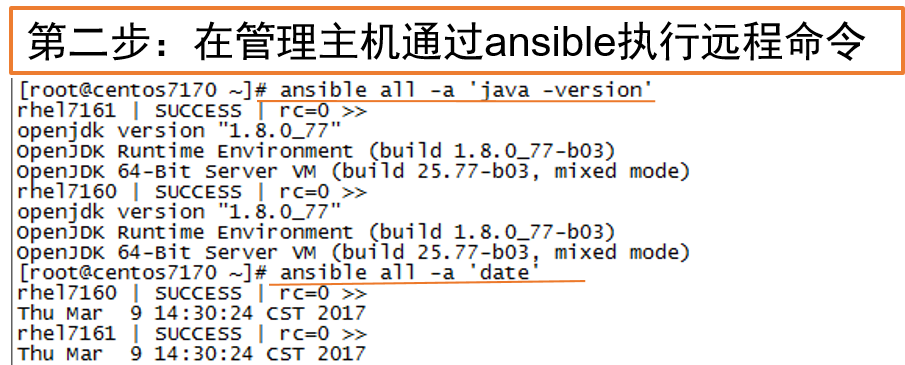 第二步：在管理主机通过ansible执行远程命令
[root@centos7170 ~]# ansible all -a 'java -version'
rhel7161 | SUCCESS | rc=0 >>
openjdk version "1.8.0_77"
OpenJDK Runtime Environment (build 1.8.0_77-b03)
OpenJDK 64-Bit Server VM (build 25.77-b03, mixed mode)
rhel7160 | SUCCESS | rc=0 >>
openjdk version "1.8.0_77"
OpenJDK Runtime Environment (build 1.8.0_77-b03)
OpenJDK 64-Bit Server VM (build 25.77-b03, mixed mode)
[root@centos7170 ~]# ansible all -a 'date'
rhel7160 | SUCCESS | rc=0 >>
Thu Mar  9 14:30:24 CST 2017
rhel7161 | SUCCESS | rc=0 >>
Thu Mar  9 14:30:24 CST 2017